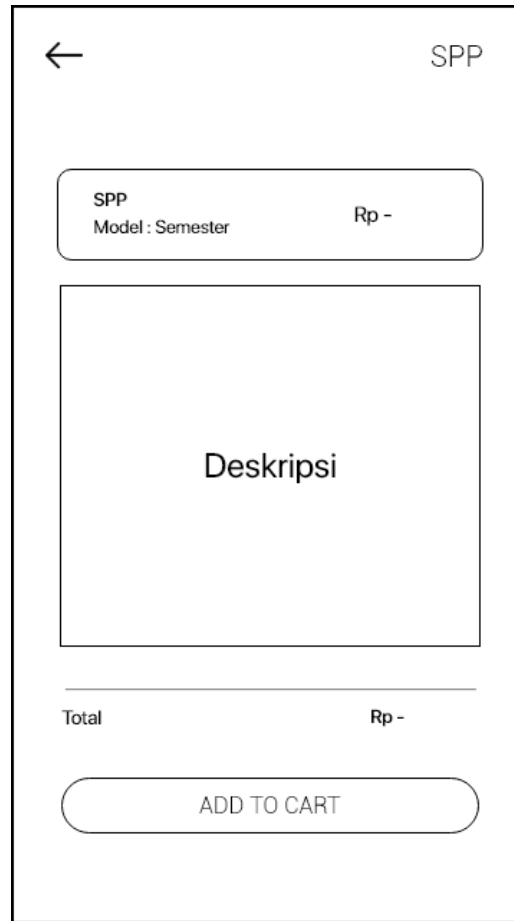 SPP
SPP
Model : Semester
Rp -
Deskripsi
Total
Rp -
ADD TO CART